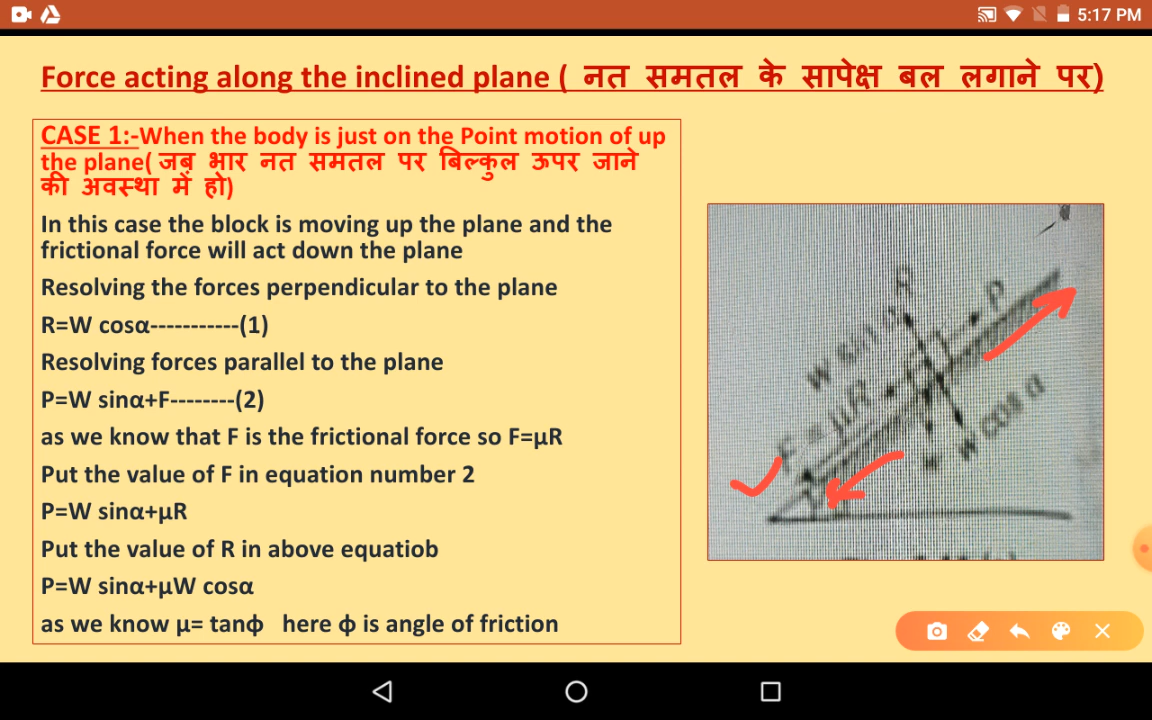 5:17 PM
Force acting along the inclined plane ( नत समतल के सापेक्ष बल लगाने पर)
CASE 1:-When the body is just on the Point motion of up
the plane( जब भार नत समतल पर बिल्कुल ऊपर जाने
की अवस्था में हो)
In this case the block is moving up the plane and the
frictional force will act down the plane
Resolving the forces perpendicular to the plane
R=W cosα-----------(1)
Resolving forces parallel to the plane
P=W sinα+F--------(2)
as we know that F is the frictional force so F=μR
Put the value of F in equation number 2
P=W sinα+μR
Put the value of R in above equatiob
P=W sinα+μW cosα
as we know μ= tanϕ here ϕ is angle of friction
R
P
W sin α
F = μR
W cos α